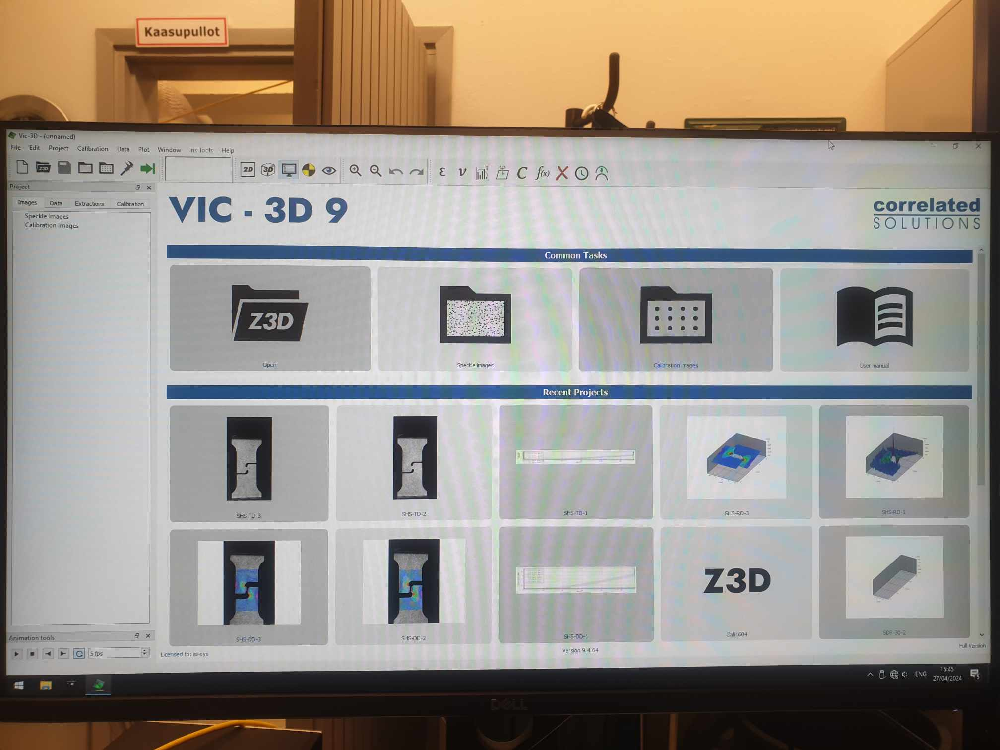 Kaasupullot
Vic-3D - (unnamed)
File Edit Project Calibration Data Plot Window Iris Tools Help
Z3D
2D 3D
ε ν C f(x)
Project
Images Data Extractions Calibration
Speckle Images
Calibration Images
VIC - 3D 9
correlated
SOLUTIONS
Common Tasks
Z3D
Open Speckle images Calibration images User manual
Recent Projects
SHS-TD-3 SHS-TD-2 SHS-TD-1 SHS-RD-3 SHS-RD-1
Z3D
SHS-DD-3 SHS-DD-2 SHS-DD-1 Cali1604 SDB-30-2
Animation tools
5 fps
Licensed to: isi-sys
Version 9.4.64
Full Version
ENG
15:45
27/04/2024
5
DELL